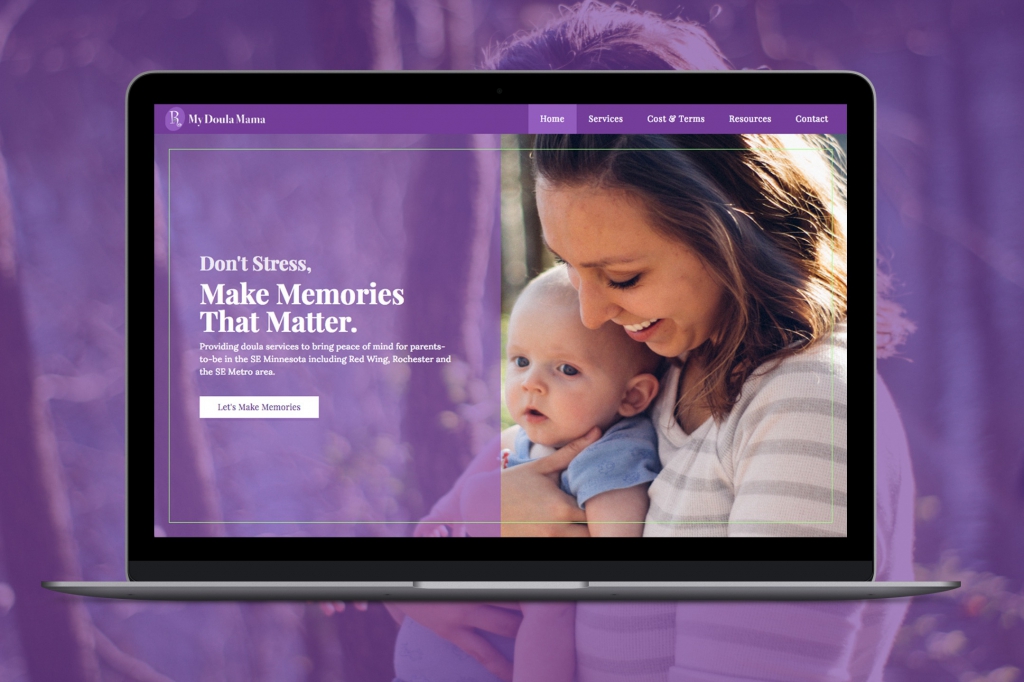 My Doula Mama
Home Services Cost & Terms Resources Contact
Don't Stress,
Make Memories
That Matter.
Providing doula services to bring peace of mind for parents-
to-be in the SE Minnesota including Red Wing, Rochester and
the SE Metro area.
Let's Make Memories